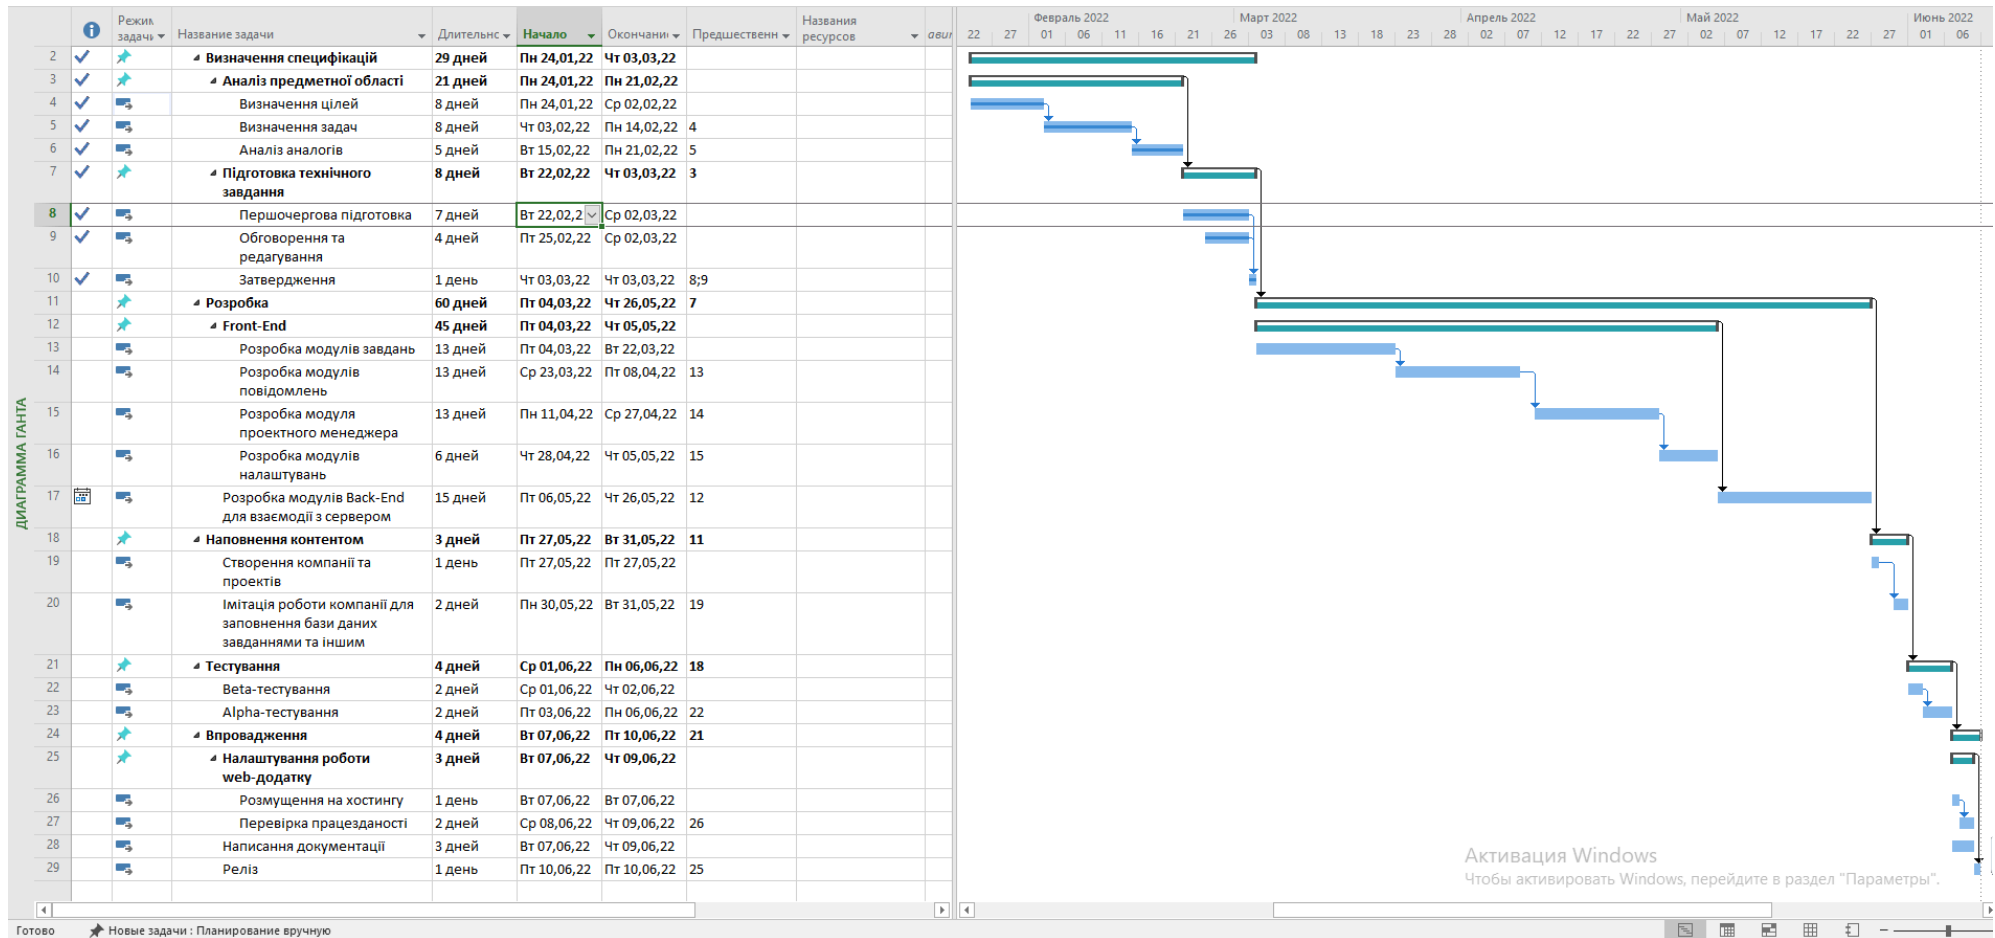 Режим задачи Название задачи Длительнс Начало Окончани Предшественн Названия ресурсов
Февраль 2022 Март 2022 Апрель 2022 Май 2022 Июнь 2022
22 27 01 06 11 16 21 26 03 08 13 18 23 28 02 07 12 17 22 27 02 07 12 17 22 27 01 06
2 Визначення специфікацій 29 дней Пн 24,01,22 Чт 03,03,22
3 Аналіз предметної області 21 дней Пн 24,01,22 Пн 21,02,22
4 Визначення цілей 8 дней Пн 24,01,22 Ср 02,02,22
5 Визначення задач 8 дней Чт 03,02,22 Пн 14,02,22 4
6 Аналіз аналогів 5 дней Вт 15,02,22 Пн 21,02,22 5
7 Підготовка технічного 8 дней Вт 22,02,22 Чт 03,03,22 3
завдання
8 Першочергова підготовка 7 дней Вт 22,02,2 Ср 02,03,22
9 Обговорення та 4 дней Пт 25,02,22 Ср 02,03,22
редагування
10 Затвердження 1 день Чт 03,03,22 Чт 03,03,22 8;9
11 Розробка 60 дней Пт 04,03,22 Чт 26,05,22 7
12 Front-End 45 дней Пт 04,03,22 Чт 05,05,22
13 Розробка модулів завдань 13 дней Пт 04,03,22 Вт 22,03,22
14 Розробка модулів 13 дней Ср 23,03,22 Пт 08,04,22 13
повідомлень
15 Розробка модуля 13 дней Пн 11,04,22 Ср 27,04,22 14
проектного менеджера
16 Розробка модулів 6 дней Чт 28,04,22 Чт 05,05,22 15
налаштувань
17 Розробка модулів Back-End 15 дней Пт 06,05,22 Чт 26,05,22 12
для взаємодії з сервером
18 Наповнення контентом 3 дней Пт 27,05,22 Вт 31,05,22 11
19 Створення компанії та 1 день Пт 27,05,22 Пт 27,05,22
проектів
20 Імітація роботи компанії для 2 дней Пн 30,05,22 Вт 31,05,22 19
заповнення бази даних
завданнями та іншим
21 Тестування 4 дней Ср 01,06,22 Пн 06,06,22 18
22 Beta-тестування 2 дней Ср 01,06,22 Чт 02,06,22
23 Alpha-тестування 2 дней Пт 03,06,22 Пн 06,06,22 22
24 Впровадження 4 дней Вт 07,06,22 Пт 10,06,22 21
25 Налаштування роботи 3 дней Вт 07,06,22 Чт 09,06,22
web-додатку
26 Розмущення на хостингу 1 день Вт 07,06,22 Вт 07,06,22
27 Перевірка працезданості 2 дней Ср 08,06,22 Чт 09,06,22 26
28 Написання документації 3 дней Вт 07,06,22 Чт 09,06,22
29 Реліз 1 день Пт 10,06,22 Пт 10,06,22 25
ДИАГРАММА ГАНТА
Активация Windows
Чтобы активировать Windows, перейдите в раздел "Параметры".
Готово Новые задачи : Планирование вручную